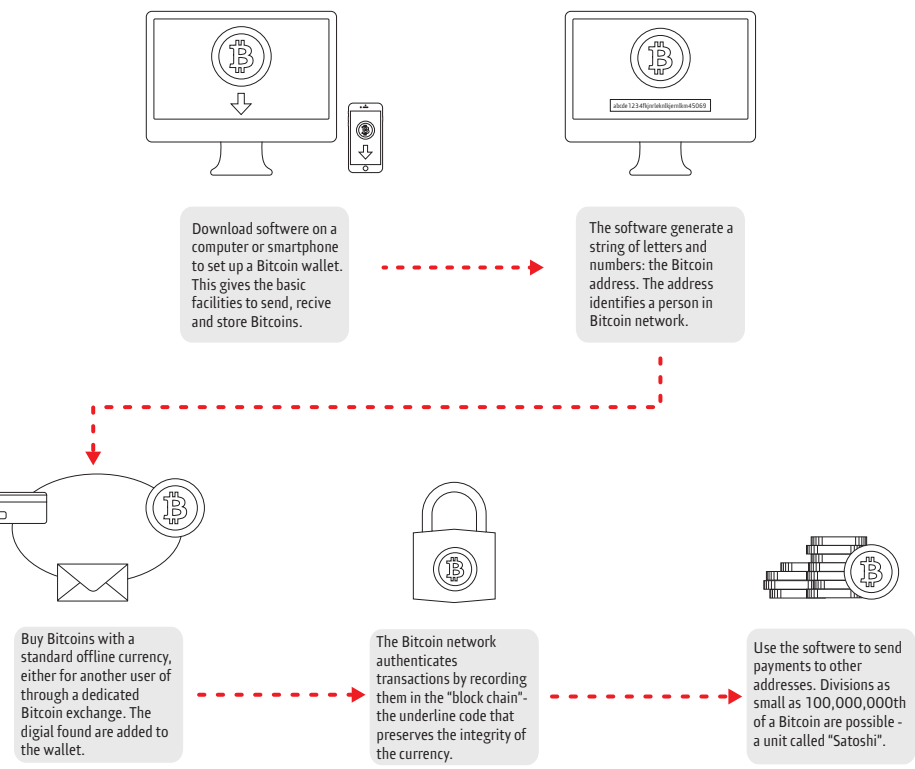 abcde1234fkjnrleknlkjernlkm45069
Download softwere on a
computer or smartphone
to set up a Bitcoin wallet.
This gives the basic
facilities to send, recive
and store Bitcoins.
The software generate a
string of letters and
numbers: the Bitcoin
address. The address
identifies a person in
Bitcoin network.
Buy Bitcoins with a
standard offline currency,
either for another user of
through a dedicated
Bitcoin exchange. The
digial found are added to
the wallet.
The Bitcoin network
authenticates
transactions by recording
them in the “block chain”-
the underline code that
preserves the integrity of
the currency.
Use the softwere to send
payments to other
addresses. Divisions as
small as 100,000,000th
of a Bitcoin are possible -
a unit called “Satoshi”.